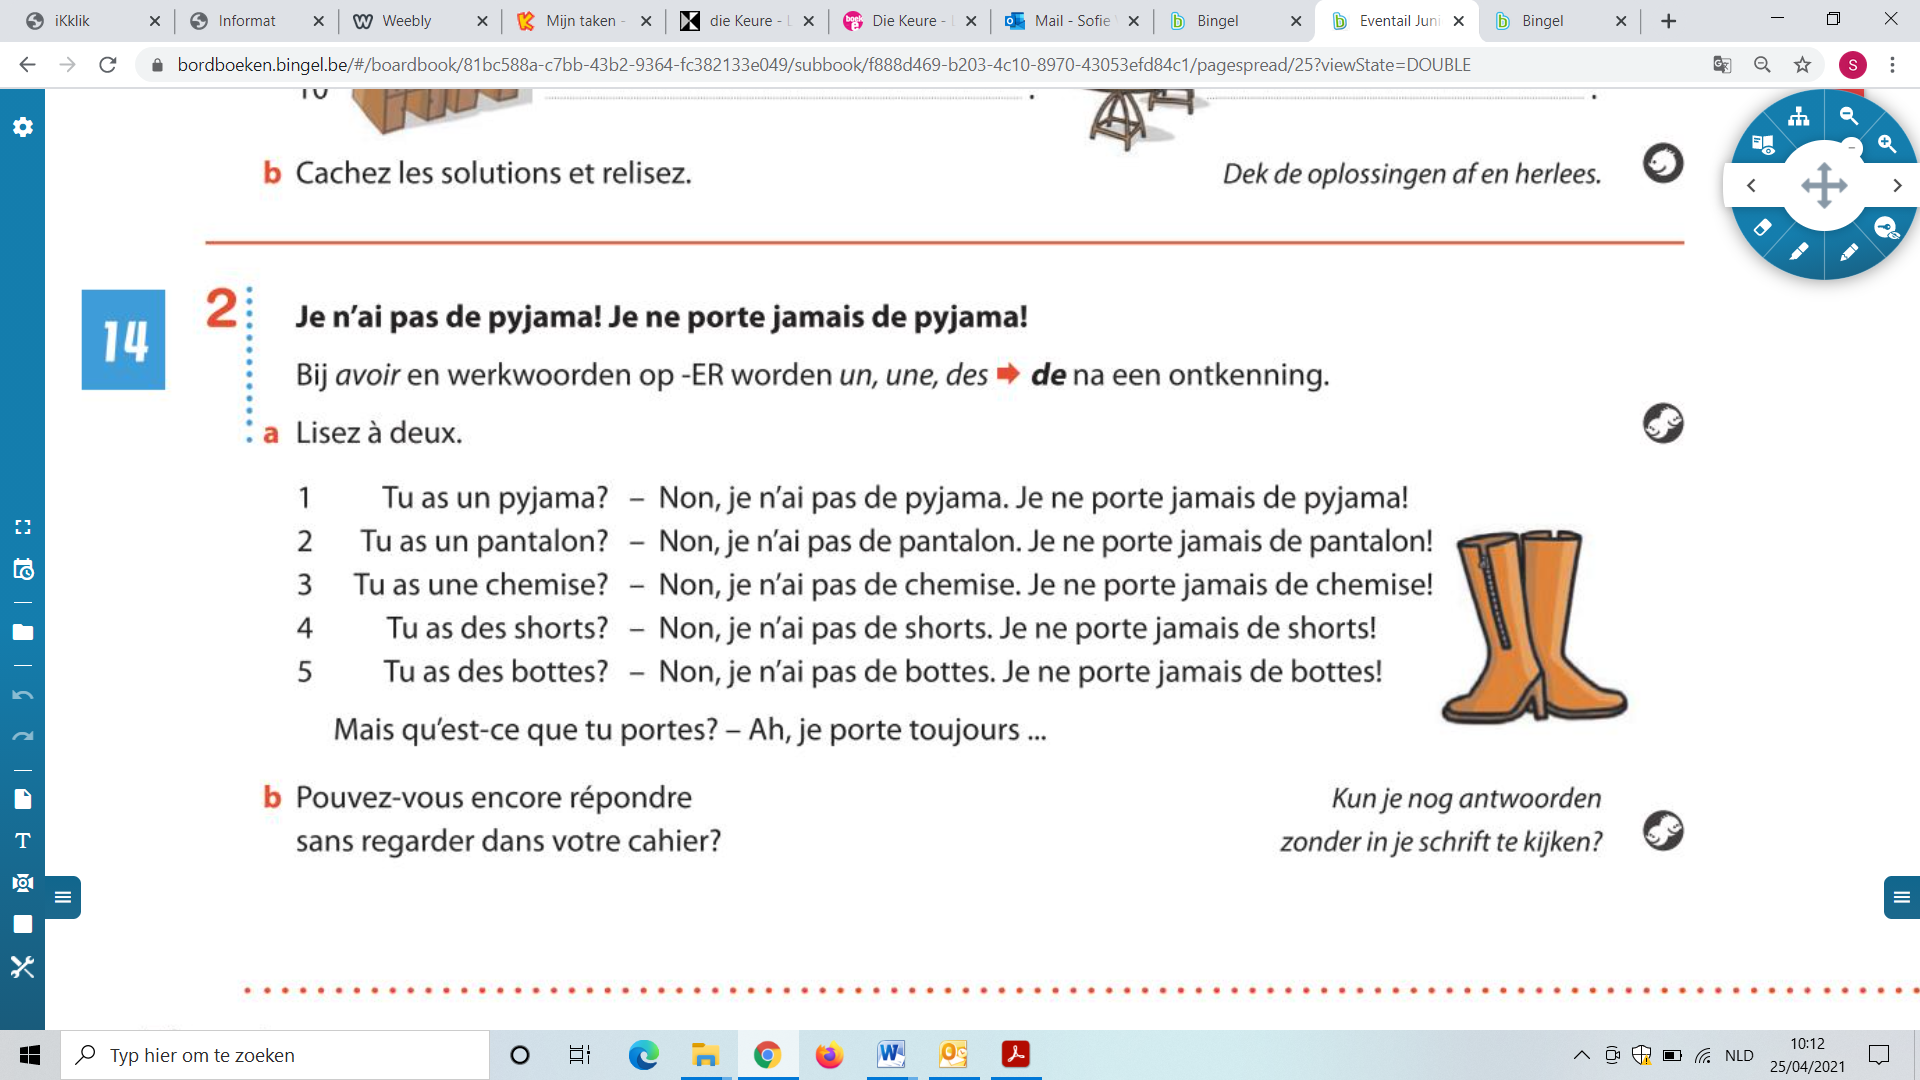 iKklik
Informat
Weebly
Mijn taken -
die Keure - L
Die Keure - L
Mail - Sofie
Bingel
Eventail Juni
Bingel
bordboeken.bingel.be/#/boardbook/81bc588a-c7bb-43b2-9364-fc382133e049/subbook/f888d469-b203-4c10-8970-43053efd84c1/pagespread/25?viewState=DOUBLE
S
10 . .
b Cachez les solutions et relisez. Dek de oplossingen af en herlees.
14 2 Je n'ai pas de pyjama! Je ne porte jamais de pyjama!
Bij avoir en werkwoorden op -ER worden un, une, des ➡ de na een ontkenning.
a Lisez à deux.
1 Tu as un pyjama? – Non, je n'ai pas de pyjama. Je ne porte jamais de pyjama!
2 Tu as un pantalon? – Non, je n'ai pas de pantalon. Je ne porte jamais de pantalon!
3 Tu as une chemise? – Non, je n'ai pas de chemise. Je ne porte jamais de chemise!
4 Tu as des shorts? – Non, je n'ai pas de shorts. Je ne porte jamais de shorts!
5 Tu as des bottes? – Non, je n'ai pas de bottes. Je ne porte jamais de bottes!
Mais qu'est-ce que tu portes? – Ah, je porte toujours ...
b Pouvez-vous encore répondre Kun je nog antwoorden
sans regarder dans votre cahier? zonder in je schrift te kijken?
Typ hier om te zoeken
NLD
10:12
25/04/2021